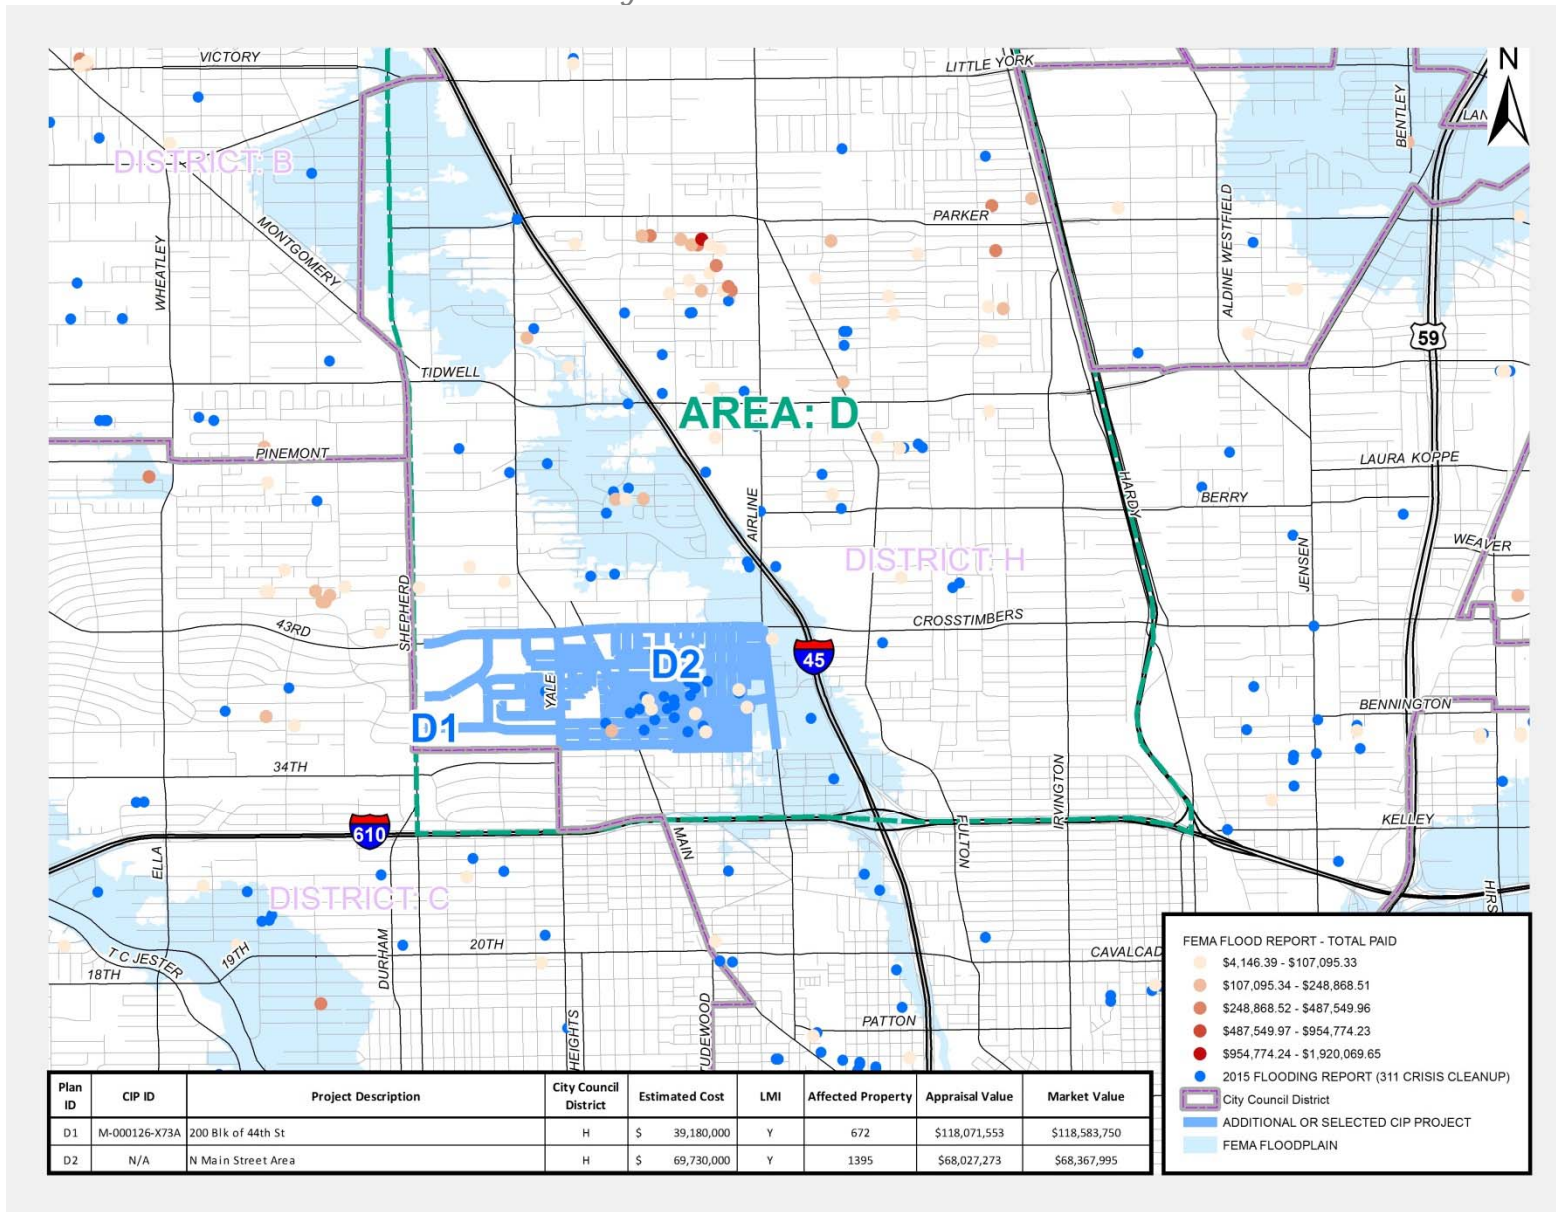 VICTORY
LITTLE YORK
N
BENTLEY
LAN
DISTRICT: B
ALDINE WESTFIELD
PARKER
MONTGOMERY
WHEATLEY
59
TIDWELL
AREA: D
PINEMONT
LAURA KOPPE
HARDY
BERRY
AIRLINE
WEAVER
DISTRICT: H
JENSEN
SHEPHERD
CROSSTIMBERS
43RD
D2
45
YALE
D1
BENNINGTON
34TH
IRVINGTON
610
KELLEY
MAIN
FULTON
ELLA
DISTRICT: C
HIRS
20TH
19TH
T C JESTER
18TH
DURHAM
CAVALCAD
PATTON
HEIGHTS
TUDEWOOD
FEMA FLOOD REPORT - TOTAL PAID
$4,146.39 - $107,095.33
$107,095.34 - $248,868.51
$248,868.52 - $487,549.96
$487,549.97 - $954,774.23
$954,774.24 - $1,920,069.65
2015 FLOODING REPORT (311 CRISIS CLEANUP)
City Council District
ADDITIONAL OR SELECTED CIP PROJECT
FEMA FLOODPLAIN
Plan ID CIP ID Project Description City Council District Estimated Cost LMI Affected Property Appraisal Value Market Value
D1 M-000126-X73A 200 Blk of 44th St H $ 39,180,000 Y 672 $118,071,553 $118,583,750
D2 N/A N Main Street Area H $ 69,730,000 Y 1395 $68,027,273 $68,367,995